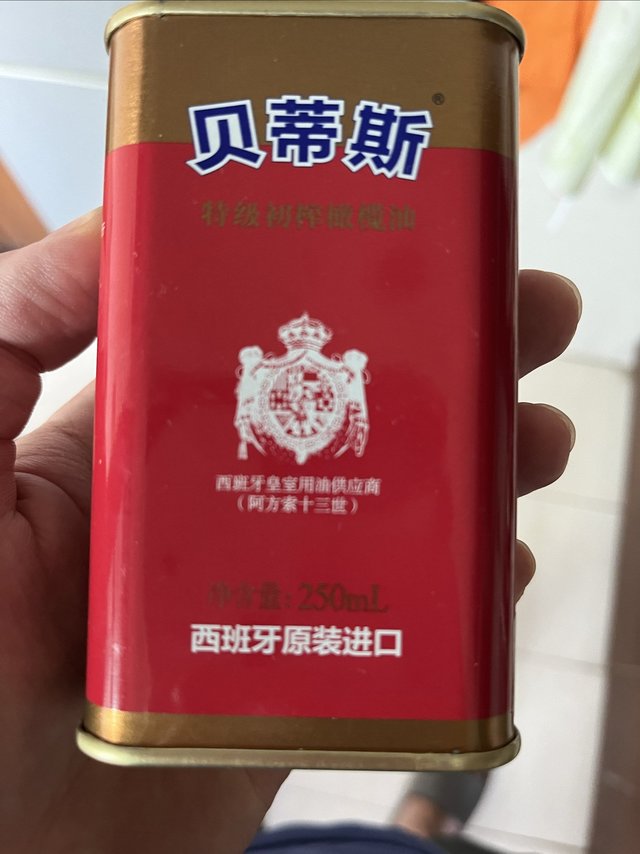 贝蒂斯®
特级初榨橄榄油
西班牙皇室用油供应商
(阿方索十三世)
净含量:250mL
西班牙原装进口